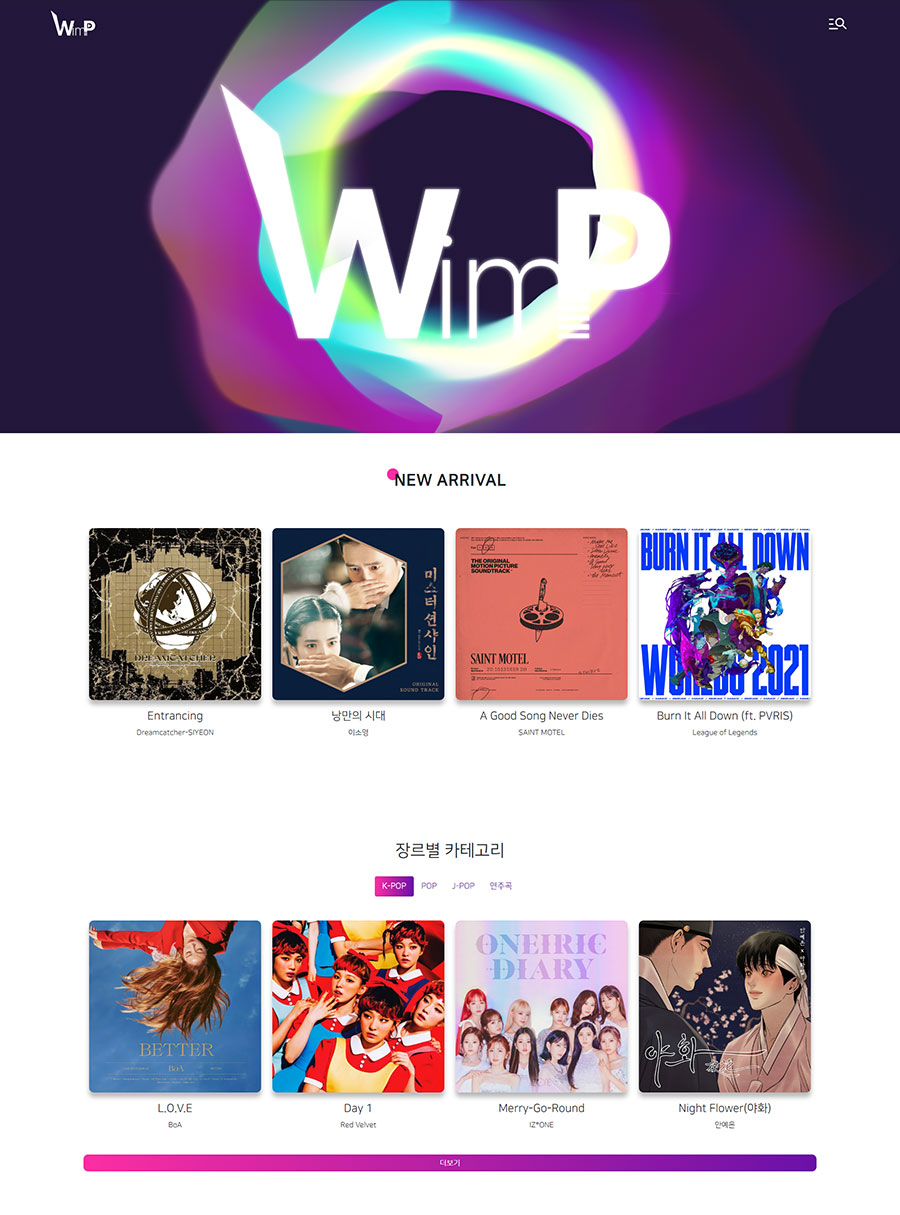 WimP
WimP
NEW ARRIVAL
DREAMCATCHER
미스터 션샤인
ORIGINAL
SOUND TRACK
THE ORIGINAL
MOTION PICTURE
SOUNDTRACK
SAINT MOTEL
BURN IT ALL DOWN
WORLDS 2021
Entrancing
Dreamcatcher-SIYEON
낭만의 시대
이소영
A Good Song Never Dies
SAINT MOTEL
Burn It All Down (ft. PVRIS)
League of Legends
장르별 카테고리
K-POP
POP
J-POP
연주곡
BETTER
BoA
ONEIRIC
DIARY
야화
L.O.V.E
BoA
Day 1
Red Velvet
Merry-Go-Round
IZ*ONE
Night Flower(야화)
안예은
더보기